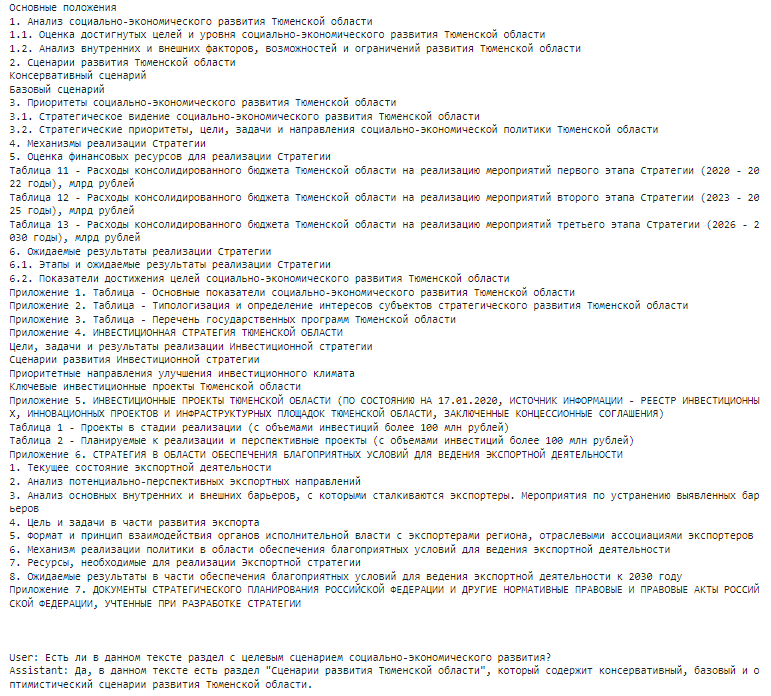 Основные положения
1. Анализ социально-экономического развития Тюменской области
1.1. Оценка достигнутых целей и уровня социально-экономического развития Тюменской области
1.2. Анализ внутренних и внешних факторов, возможностей и ограничений развития Тюменской области
2. Сценарии развития Тюменской области
Консервативный сценарий
Базовый сценарий
3. Приоритеты социально-экономического развития Тюменской области
3.1. Стратегическое видение социально-экономического развития Тюменской области
3.2. Стратегические приоритеты, цели, задачи и направления социально-экономической политики Тюменской области
4. Механизмы реализации Стратегии
5. Оценка финансовых ресурсов для реализации Стратегии
Таблица 11 - Расходы консолидированного бюджета Тюменской области на реализацию мероприятий первого этапа Стратегии (2020 - 20
22 годы), млрд рублей
Таблица 12 - Расходы консолидированного бюджета Тюменской области на реализацию мероприятий второго этапа Стратегии (2023 - 20
25 годы), млрд рублей
Таблица 13 - Расходы консолидированного бюджета Тюменской области на реализацию мероприятий третьего этапа Стратегии (2026 - 2
030 годы), млрд рублей
6. Ожидаемые результаты реализации Стратегии
6.1. Этапы и ожидаемые результаты реализации Стратегии
6.2. Показатели достижения целей социально-экономического развития Тюменской области
Приложение 1. Таблица - Основные показатели социально-экономического развития Тюменской области
Приложение 2. Таблица - Типологизация и определение интересов субъектов стратегического развития Тюменской области
Приложение 3. Таблица - Перечень государственных программ Тюменской области
Приложение 4. ИНВЕСТИЦИОННАЯ СТРАТЕГИЯ ТЮМЕНСКОЙ ОБЛАСТИ
Цели, задачи и результаты реализации Инвестиционной стратегии
Сценарии развития Инвестиционной стратегии
Приоритетные направления улучшения инвестиционного климата
Ключевые инвестиционные проекты Тюменской области
Приложение 5. ИНВЕСТИЦИОННЫЕ ПРОЕКТЫ ТЮМЕНСКОЙ ОБЛАСТИ (ПО СОСТОЯНИЮ НА 17.01.2020, ИСТОЧНИК ИНФОРМАЦИИ - РЕЕСТР ИНВЕСТИЦИОННЫ
Х, ИННОВАЦИОННЫХ ПРОЕКТОВ И ИНФРАСТРУКТУРНЫХ ПЛОЩАДОК ТЮМЕНСКОЙ ОБЛАСТИ, ЗАКЛЮЧЕННЫЕ КОНЦЕССИОННЫЕ СОГЛАШЕНИЯ)
Таблица 1 - Проекты в стадии реализации (с объемами инвестиций более 100 млн рублей)
Таблица 2 - Планируемые к реализации и перспективные проекты (с объемами инвестиций более 100 млн рублей)
Приложение 6. СТРАТЕГИЯ В ОБЛАСТИ ОБЕСПЕЧЕНИЯ БЛАГОПРИЯТНЫХ УСЛОВИЙ ДЛЯ ВЕДЕНИЯ ЭКСПОРТНОЙ ДЕЯТЕЛЬНОСТИ
1. Текущее состояние экспортной деятельности
2. Анализ потенциально-перспективных экспортных направлений
3. Анализ основных внутренних и внешних барьеров, с которыми сталкиваются экспортеры. Мероприятия по устранению выявленных бар
ьеров
4. Цель и задачи в части развития экспорта
5. Формат и принцип взаимодействия органов исполнительной власти с экспортерами региона, отраслевыми ассоциациями экспортеров
6. Механизм реализации политики в области обеспечения благоприятных условий для ведения экспортной деятельности
7. Ресурсы, необходимые для реализации Экспортной стратегии
8. Ожидаемые результаты в части обеспечения благоприятных условий для ведения экспортной деятельности к 2030 году
Приложение 7. ДОКУМЕНТЫ СТРАТЕГИЧЕСКОГО ПЛАНИРОВАНИЯ РОССИЙСКОЙ ФЕДЕРАЦИИ И ДРУГИЕ НОРМАТИВНЫЕ ПРАВОВЫЕ И ПРАВОВЫЕ АКТЫ РОССИЙ
СКОЙ ФЕДЕРАЦИИ, УЧТЕННЫЕ ПРИ РАЗРАБОТКЕ СТРАТЕГИИ
User: Есть ли в данном тексте раздел с целевым сценарием социально-экономического развития?
Assistant: Да, в данном тексте есть раздел "Сценарии развития Тюменской области", который содержит консервативный, базовый и о
птимистический сценарии развития Тюменской области.